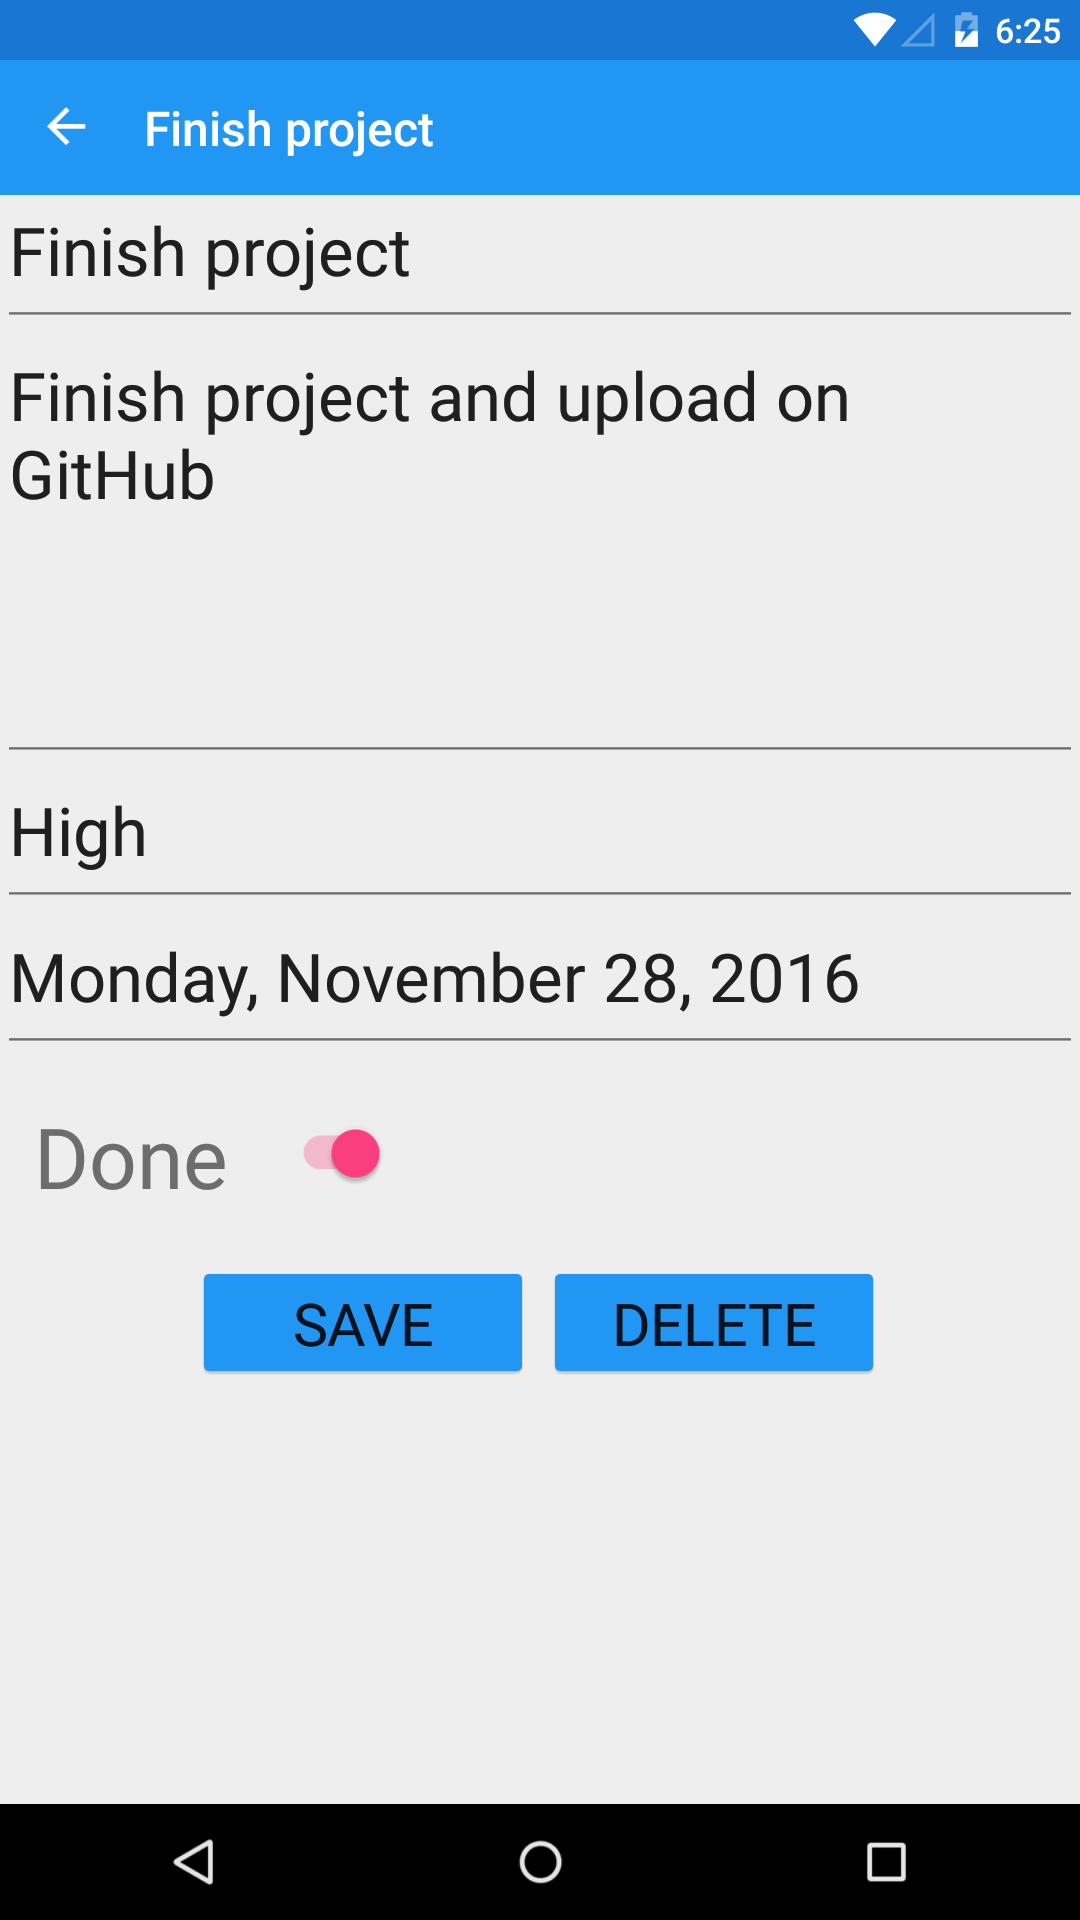 6:25
Finish project
Finish project
Finish project and upload on
GitHub
High
Monday, November 28, 2016
Done
SAVE DELETE